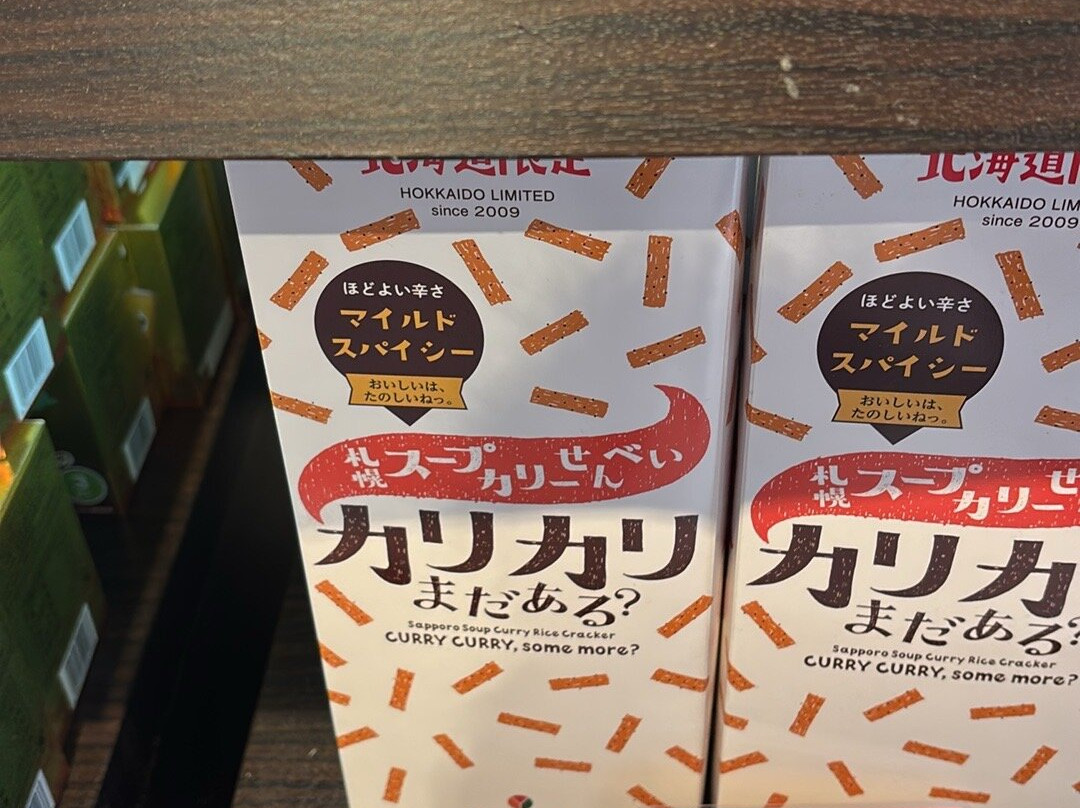 北海道限定
HOKKAIDO LIMITED
since 2009
ほどよい辛さ
マイルド
スパイシー
おいしいは、
たのしいねっ。
札幌スープカリーせんべい
カリカリ
まだある?
Sapporo Soup Curry Rice Cracker
CURRY CURRY, some more?
北海道
HOKKAIDO LIM
since 2009
ほどよい辛さ
マイルド
スパイシー
おいしいは、
たのしいねっ。
札幌スープカリーせ
カリカ
まだある?
Sapporo Soup Curry Rice Cracker
CURRY CURRY, some more?